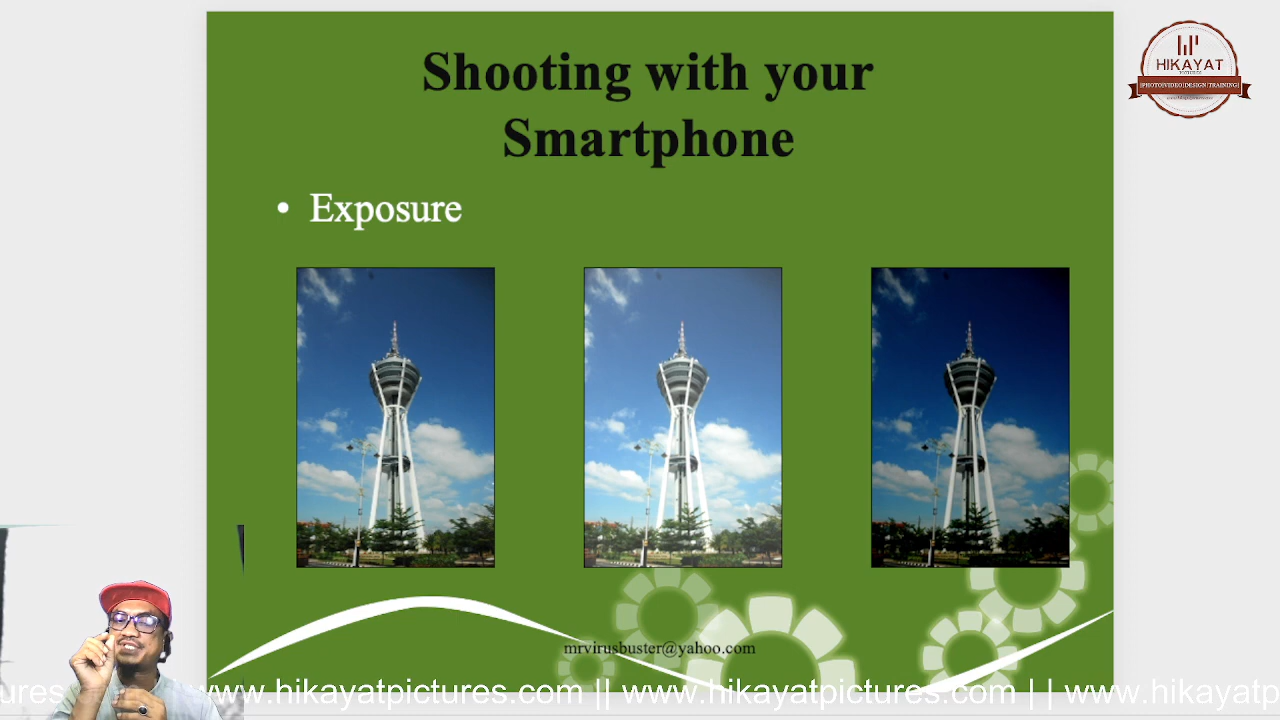 Shooting with your
Smartphone
• Exposure
HIKAYAT
PICTURES
|PHOTO|VIDEO|DESIGN|TRAINING|
mrvirusbuster@yahoo.com
ures || www.hikayatpictures.com || www.hikayatpictures.com || www.hikayatp